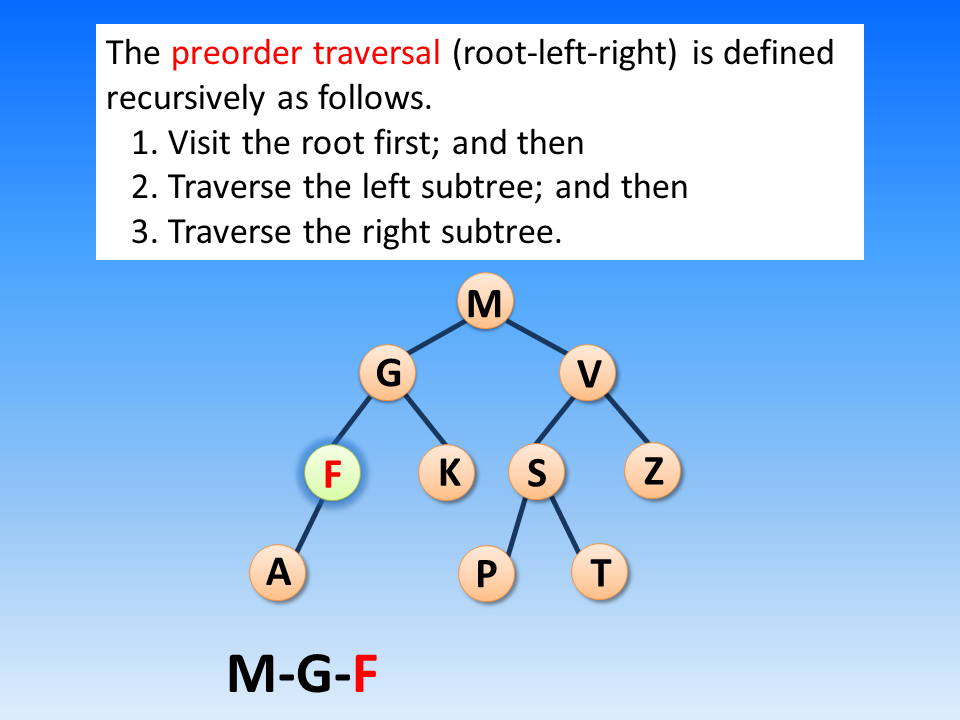 The preorder traversal (root-left-right) is defined
recursively as follows.
1. Visit the root first; and then
2. Traverse the left subtree; and then
3. Traverse the right subtree.
M
G V
F K S Z
A P T
M-G-F